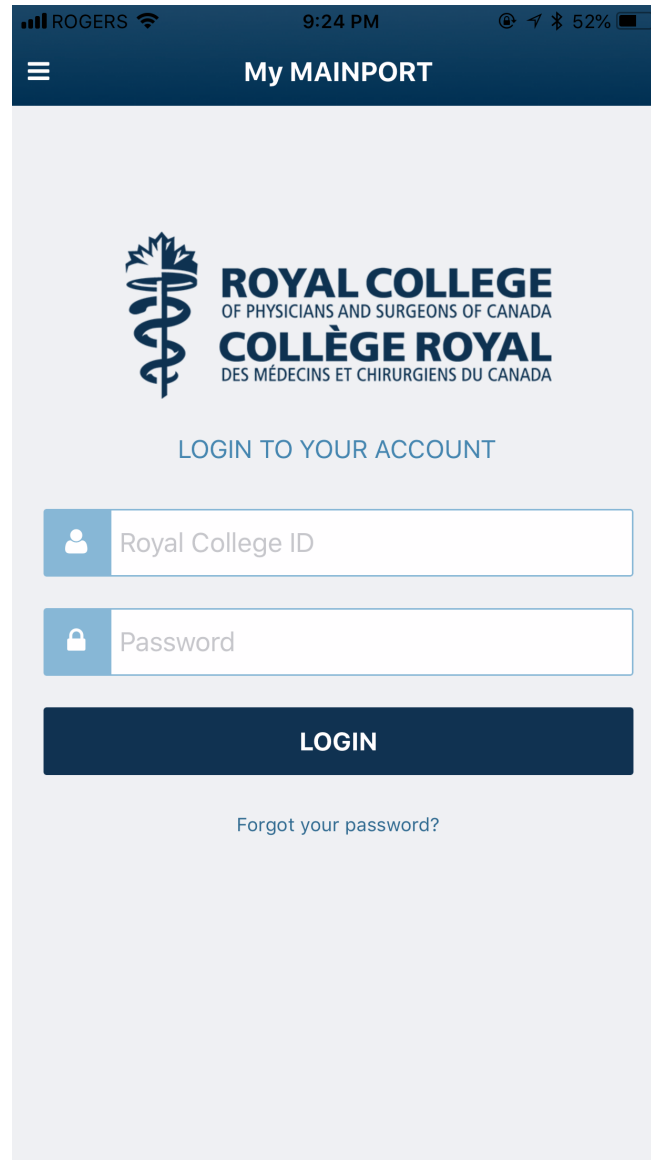 ROGERS 9:24 PM 52%
My MAINPORT
ROYAL COLLEGE
OF PHYSICIANS AND SURGEONS OF CANADA
COLLÈGE ROYAL
DES MÉDECINS ET CHIRURGIENS DU CANADA
LOGIN TO YOUR ACCOUNT
Royal College ID
Password
LOGIN
Forgot your password?